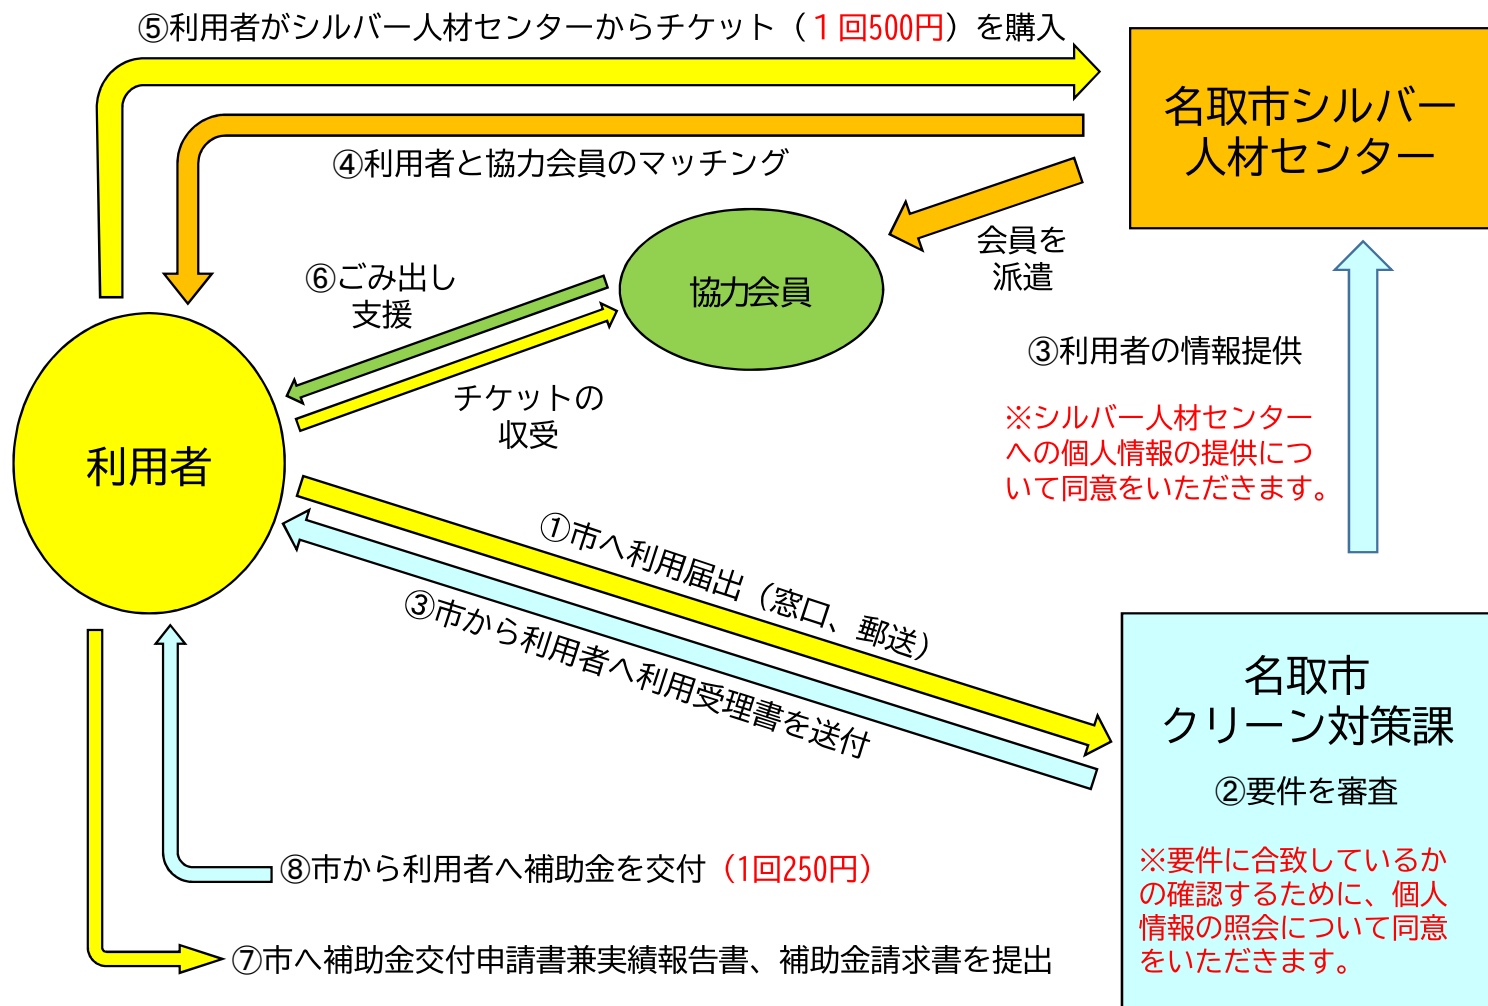 ⑤利用者がシルバー人材センターからチケット（１回500円）を購入
名取市シルバー
人材センター
④利用者と協力会員のマッチング
会員を
派遣
⑥ごみ出し
支援
協力会員
チケットの
収受
③利用者の情報提供
※シルバー人材センター
への個人情報の提供につ
いて同意をいただきます。
利用者
①市へ利用届出（窓口、郵送）
③市から利用者へ利用受理書を送付
名取市
クリーン対策課
②要件を審査
※要件に合致しているか
の確認するために、個人
情報の照会について同意
をいただきます。
⑧市から利用者へ補助金を交付（1回250円）
⑦市へ補助金交付申請書兼実績報告書、補助金請求書を提出